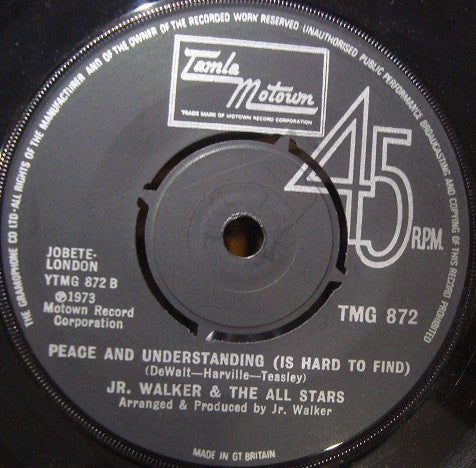 THE GRAMOPHONE CO LTD-ALL RIGHTS OF THE MANUFACTURER AND OF THE OWNER OF THE RECORDED WORK RESERVED UNAUTHORISED PUBLIC PERFORMANCE BROADCASTING AND COPYING OF THIS RECORD PROHIBITED
Tamla
Motown
TRADE MARK OF MOTOWN RECORD CORPORATION
45
R.P.M.
JOBETE-
LONDON
YTMG 872 B
℗1973
Motown Record
Corporation
TMG 872
PEACE AND UNDERSTANDING (IS HARD TO FIND)
(DeWalt—Harville—Teasley)
JR. WALKER & THE ALL STARS
Arranged & Produced by Jr. Walker
MADE IN GT BRITAIN